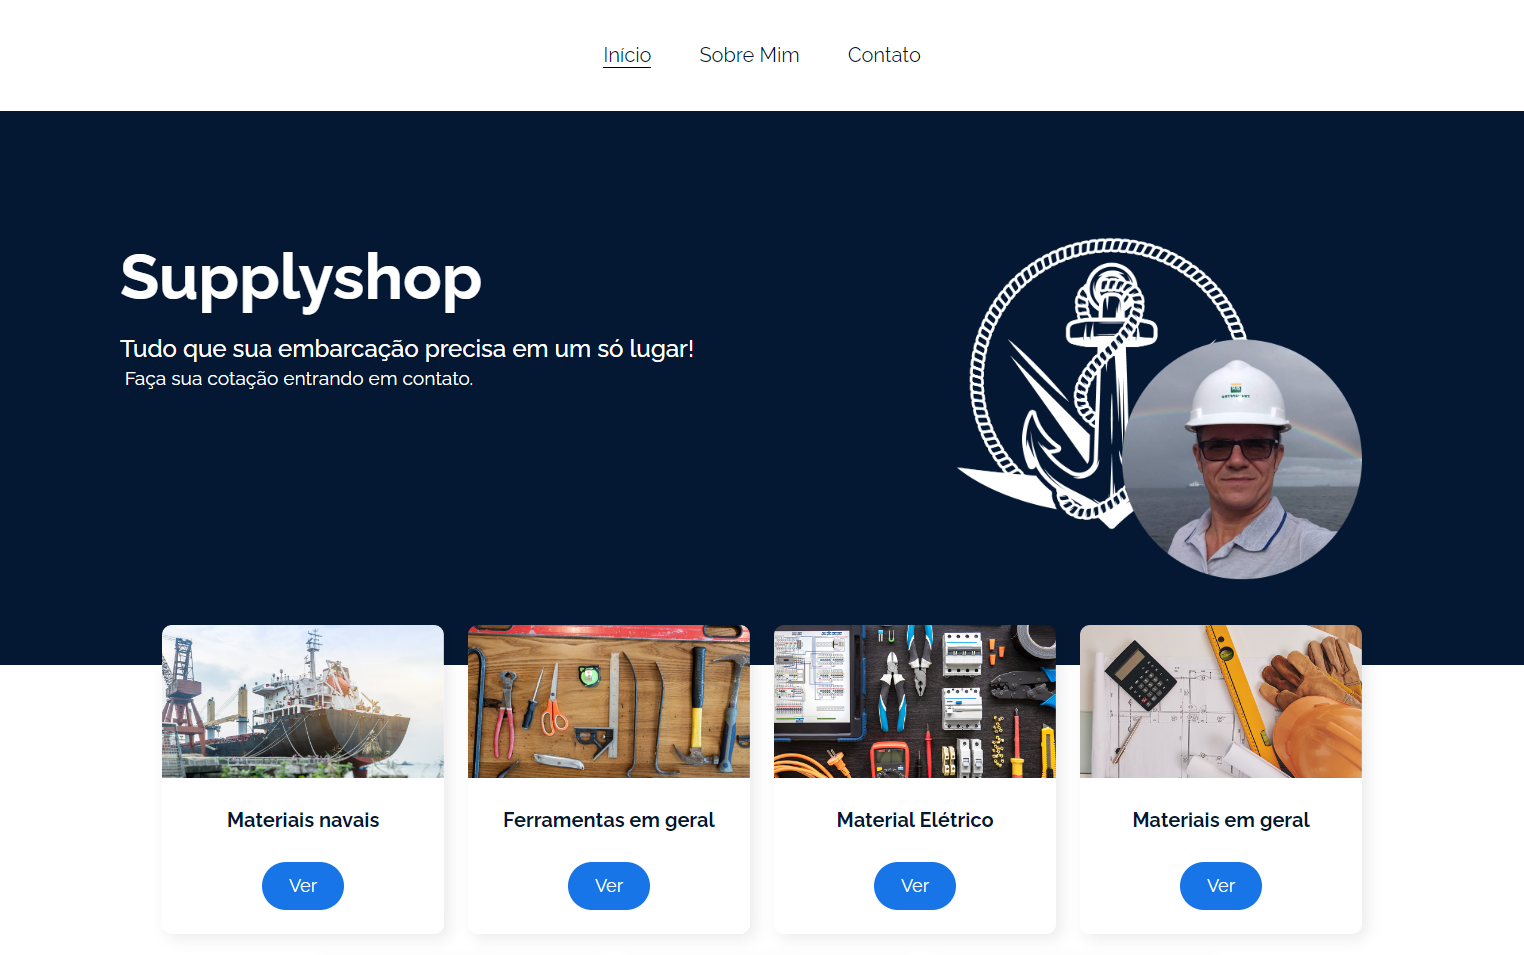 Início
Sobre Mim
Contato
Supplyshop
Tudo que sua embarcação precisa em um só lugar!
Faça sua cotação entrando em contato.
Materiais navais
Ferramentas em geral
Material Elétrico
Materiais em geral
Ver
Ver
Ver
Ver